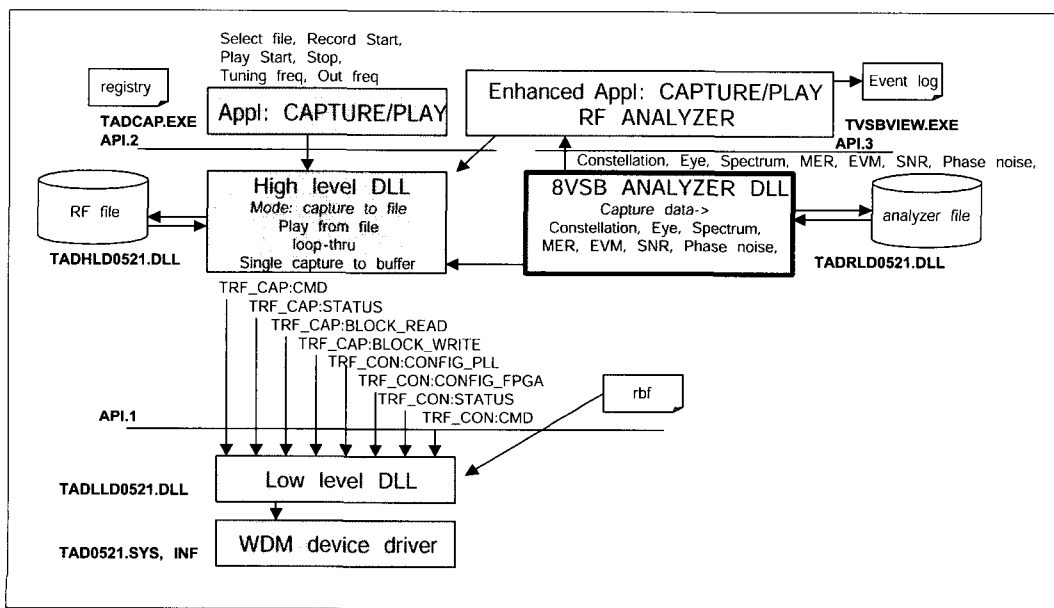 Select file, Record Start,
Play Start, Stop,
Tuning freq, Out freq
registry
Appl: CAPTURE/PLAY
TADCAP.EXE
API.2
Enhanced Appl: CAPTURE/PLAY
RF ANALYZER
Event log
TVSBVIEW.EXE
API.3
Constellation, Eye, Spectrum, MER, EVM, SNR, Phase noise,
RF file
TADHLD0521.DLL
High level DLL
Mode: capture to file
Play from file
loop-thru
Single capture to buffer
8VSB ANALYZER DLL
Capture data->
Constellation, Eye, Spectrum,
MER, EVM, SNR, Phase noise,
analyzer file
TADRLD0521.DLL
TRF_CAP:CMD
TRF_CAP:STATUS
TRF_CAP:BLOCK_READ
TRF_CAP:BLOCK_WRITE
TRF_CON:CONFIG_PLL
TRF_CON:CONFIG_FPGA
TRF_CON:STATUS
TRF_CON:CMD
rbf
API.1
Low level DLL
TADLLD0521.DLL
WDM device driver
TAD0521.SYS, INF